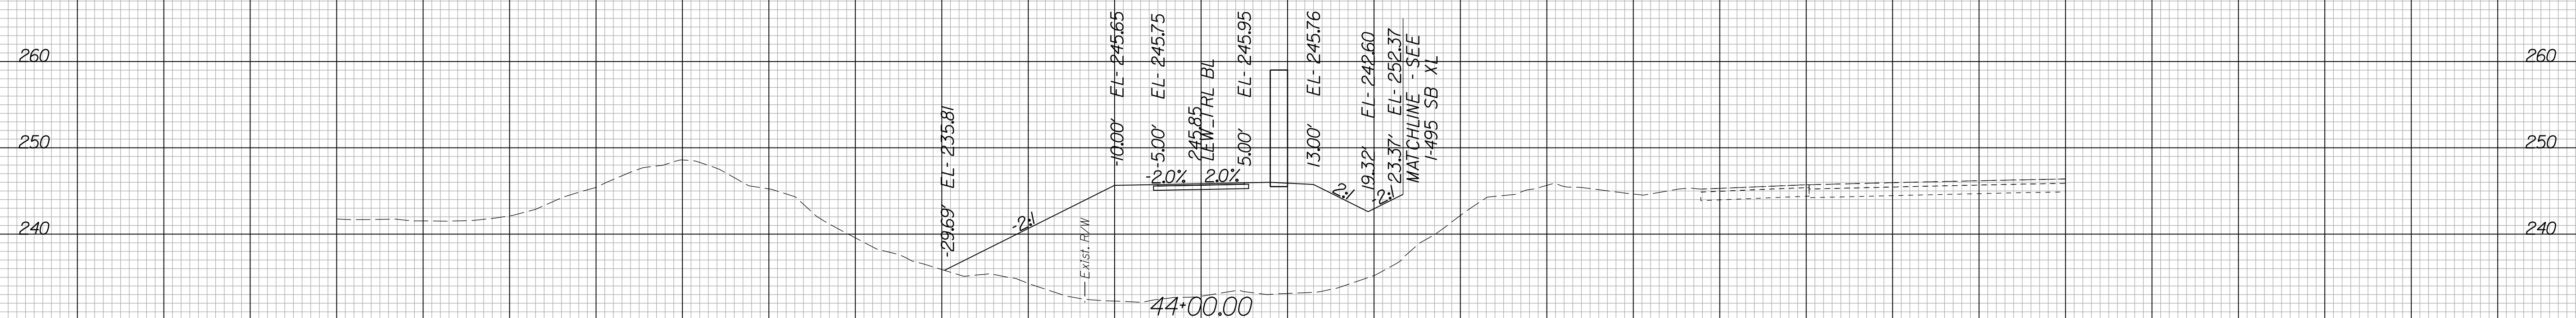 260
250
240
-29.69' EL- 235.81
-2:1
Exist. R/W
-10.00' EL- 245.65
-5.00' EL- 245.75
-2.0%
245.85
LEW_TRL BL
2.0%
5.00' EL- 245.95
13.00' EL- 245.76
-2:1
19.32' EL- 242.60
-2:1
23.37' EL- 252.37
MATCHLINE - SEE
I-495 SB XL
44+00.00
260
250
240